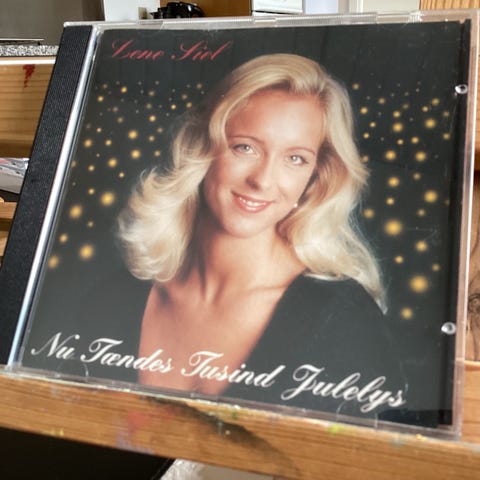 Lene Siel
Nu Tændes Tusind Julelys